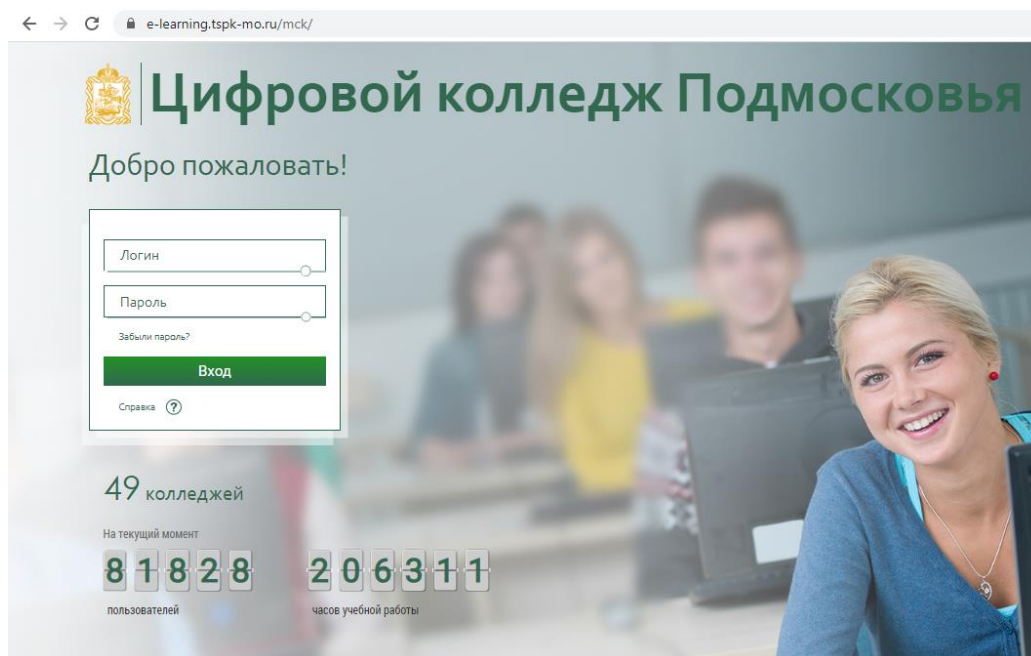 e-learning.tspk-mo.ru/mck/
Цифровой колледж Подмосковья
Добро пожаловать!
Логин
Пароль
Забыли пароль?
Вход
Справка ?
49 колледжей
На текущий момент
81828 206311
пользователей часов учебной работы